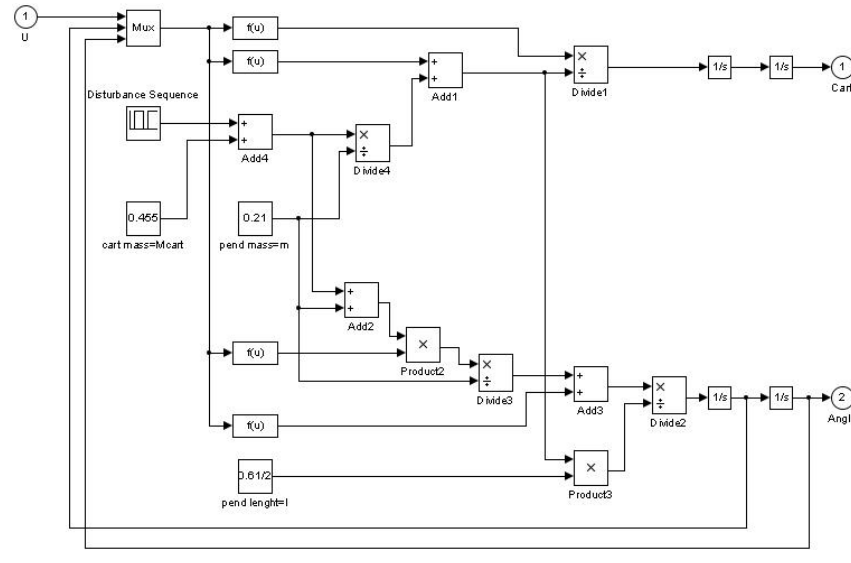 1
U
Mux
f(u)
f(u)
+
+
Add1
×
÷
Divide1
1/s
1/s
1
Cart
Disturbance Sequence
+
+
Add4
×
÷
Divide4
0.455
cart mass=Mcart
0.21
pend mass=m
+
+
Add2
f(u)
×
Product2
×
÷
Divide3
+
+
Add3
×
÷
Divide2
1/s
1/s
2
Angl
f(u)
0.61/2
pend lenght=l
×
Product3